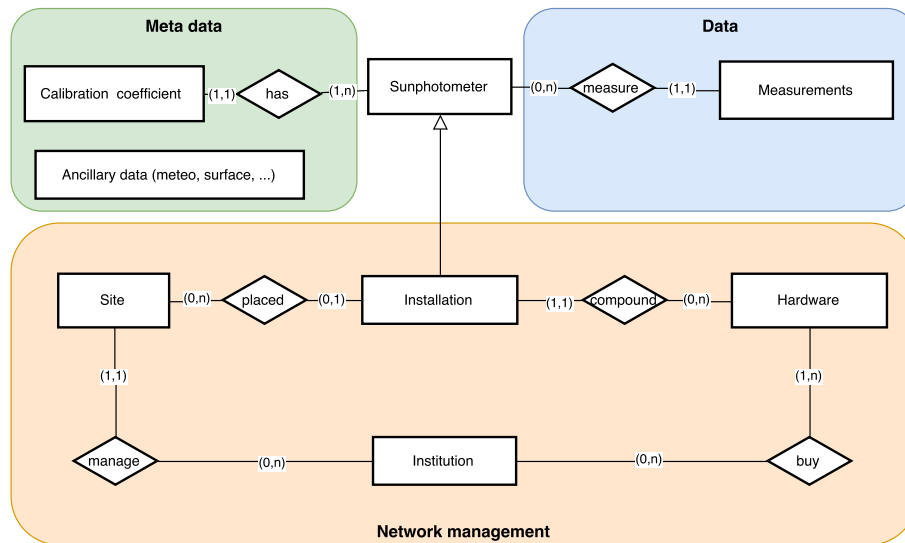 Meta data
Data
Calibration coefficient
(1,1)
has
(1,n)
Sunphotometer
(0,n)
measure
(1,1)
Measurements
Ancillary data (meteo, surface, ...)
Site
(0,n)
placed
(0,1)
Installation
(1,1)
compound
(0,n)
Hardware
(1,1)
(1,n)
manage
(0,n)
Institution
(0,n)
buy
Network management